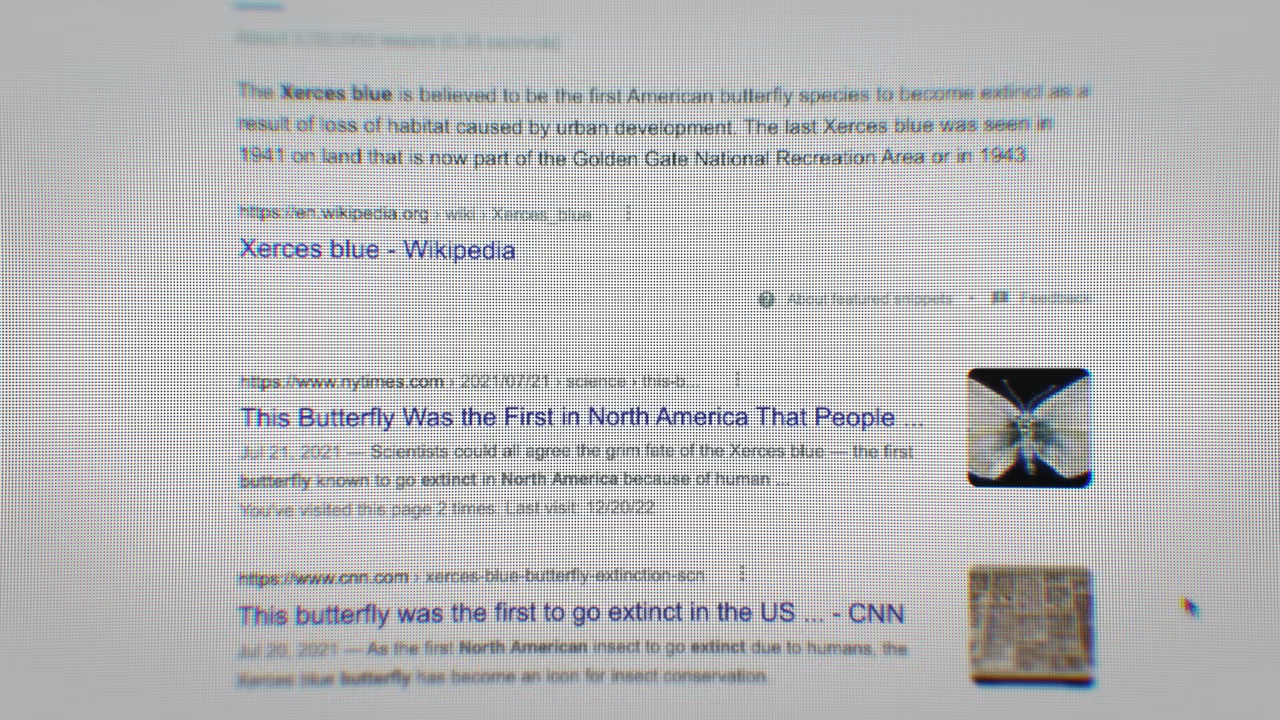 The Xerces blue is believed to be the first American butterfly species to become extinct as a
result of loss of habitat caused by urban development. The last Xerces blue was seen in
1941 on land that is now part of the Golden Gate National Recreation Area or in 1943.
https://en.wikipedia.org › wiki › Xerces_blue
Xerces blue - Wikipedia
About featured snippets • Feedback
https://www.nytimes.com › 2021/07/21 › science › this-b...
This Butterfly Was the First in North America That People ...
Jul 21, 2021 — Scientists could all agree the grim fate of the Xerces blue — the first
butterfly known to go extinct in North America because of human ...
You've visited this page 2 times. Last visit: 12/20/22
https://www.cnn.com › xerces-blue-butterfly-extinction-scn
This butterfly was the first to go extinct in the US ... - CNN
Jul 20, 2021 — As the first North American insect to go extinct due to humans, the
Xerces blue butterfly has become an icon for insect conservation.